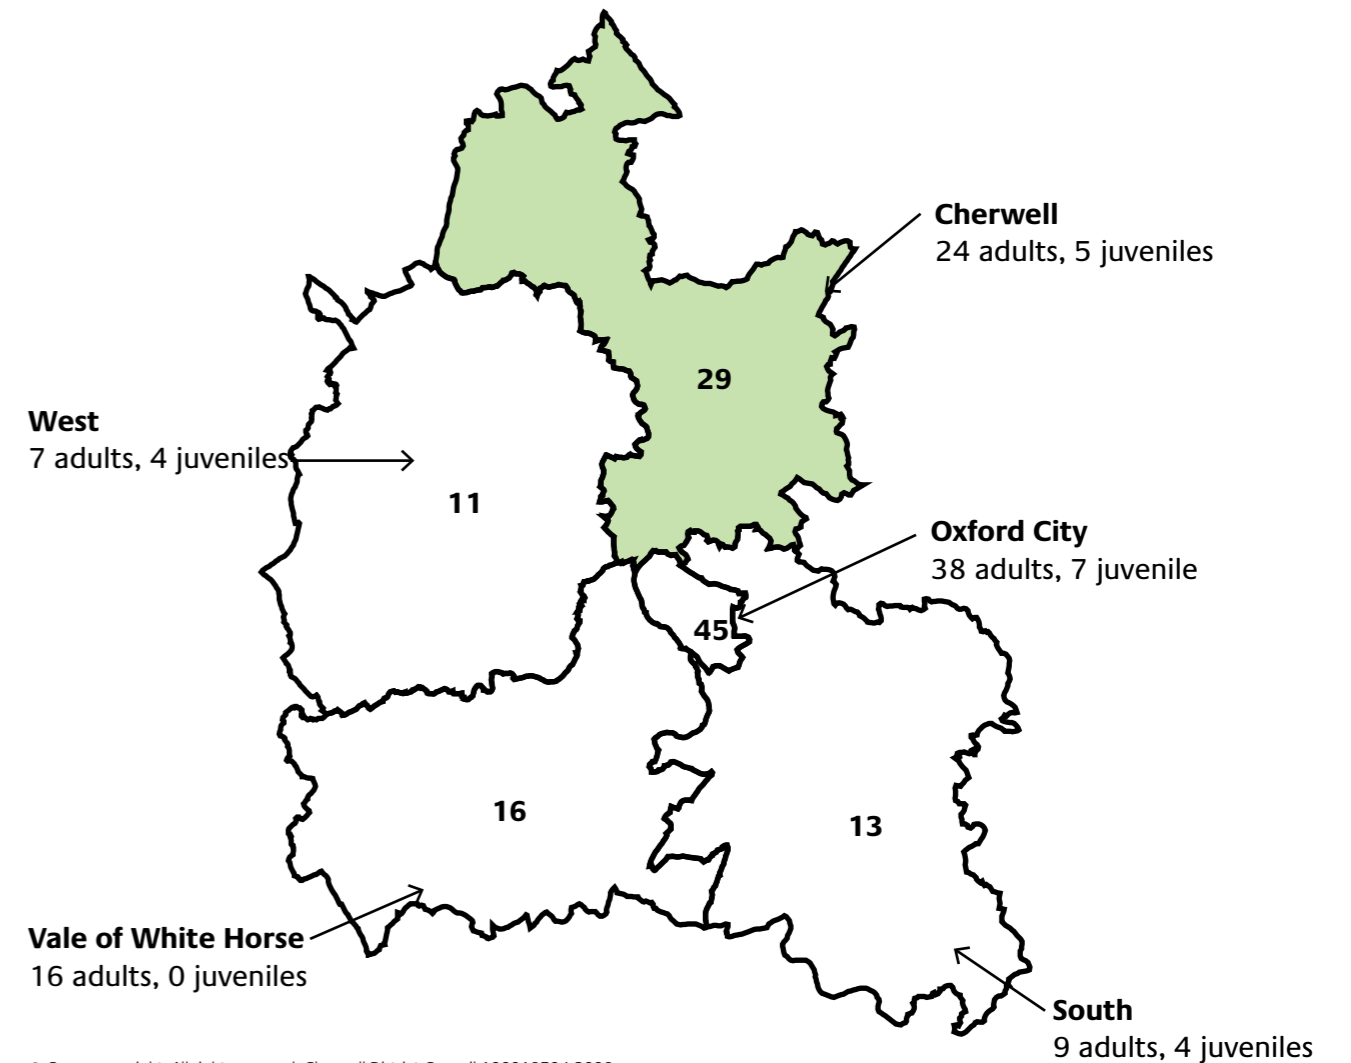 Cherwell
24 adults, 5 juveniles
29
West
7 adults, 4 juveniles
11
Oxford City
38 adults, 7 juvenile
45
16
13
Vale of White Horse
16 adults, 0 juveniles
South
9 adults, 4 juveniles